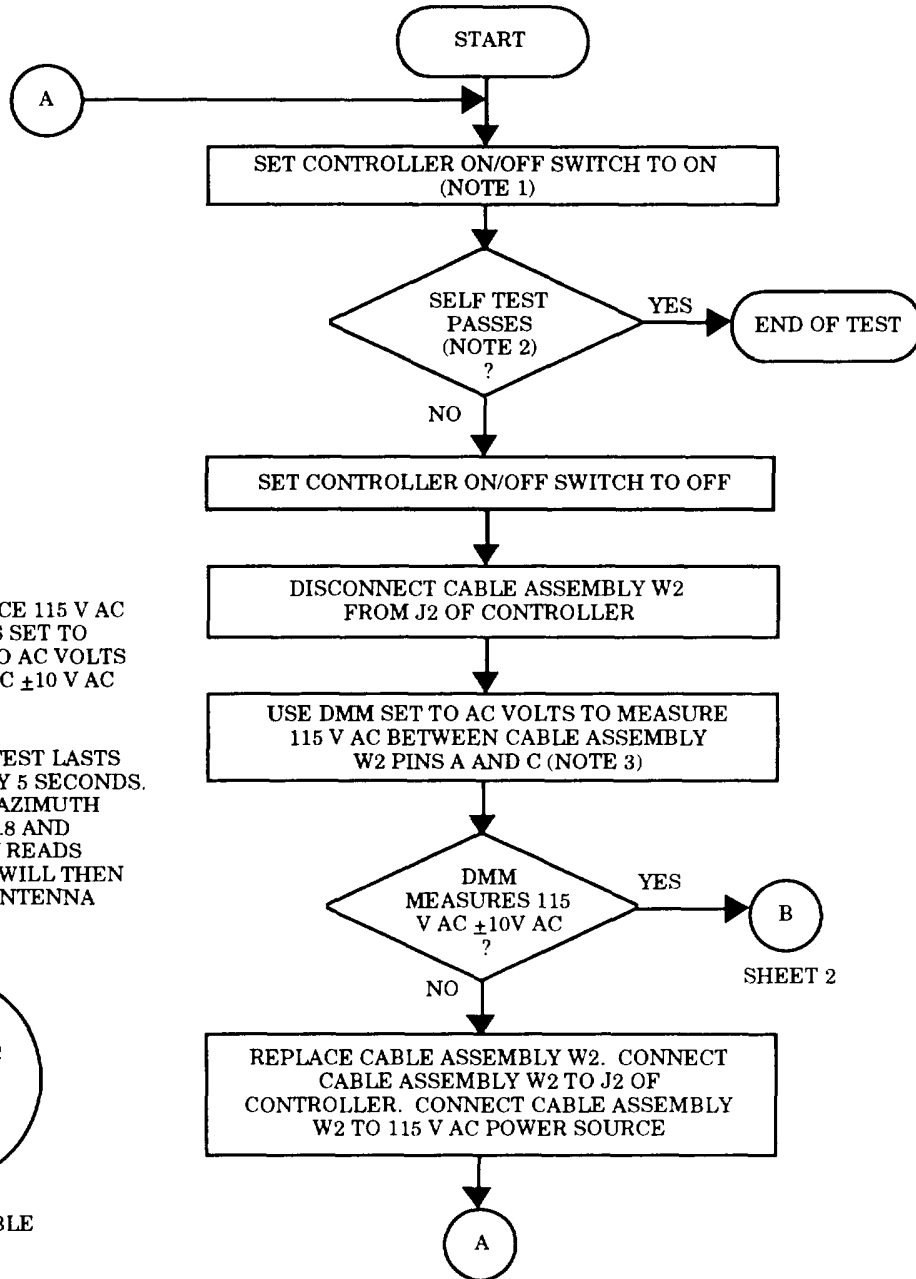 START
A
SET CONTROLLER ON/OFF SWITCH TO ON
(NOTE 1)
SELF TEST
PASSES
(NOTE 2)
?
YES
END OF TEST
NO
SET CONTROLLER ON/OFF SWITCH TO OFF
DISCONNECT CABLE ASSEMBLY W2
FROM J2 OF CONTROLLER
115 V AC
SET TO
AC VOLTS
±10 V AC
USE DMM SET TO AC VOLTS TO MEASURE
115 V AC BETWEEN CABLE ASSEMBLY
W2 PINS A AND C (NOTE 3)
TEST LASTS
5 SECONDS.
AZIMUTH
.8 AND
READS
WILL THEN
ANTENNA
DMM
MEASURES 115
V AC ±10V AC
?
YES
B
SHEET 2
NO
REPLACE CABLE ASSEMBLY W2. CONNECT
CABLE ASSEMBLY W2 TO J2 OF
CONTROLLER. CONNECT CABLE ASSEMBLY
W2 TO 115 V AC POWER SOURCE
A